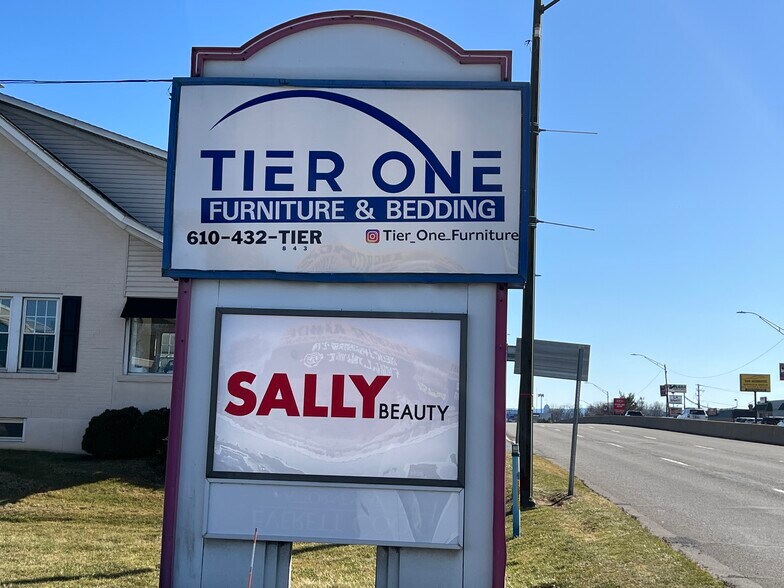 TIER ONE
FURNITURE & BEDDING
610-432-TIER
843
Tier_One_Furniture
SALLY BEAUTY